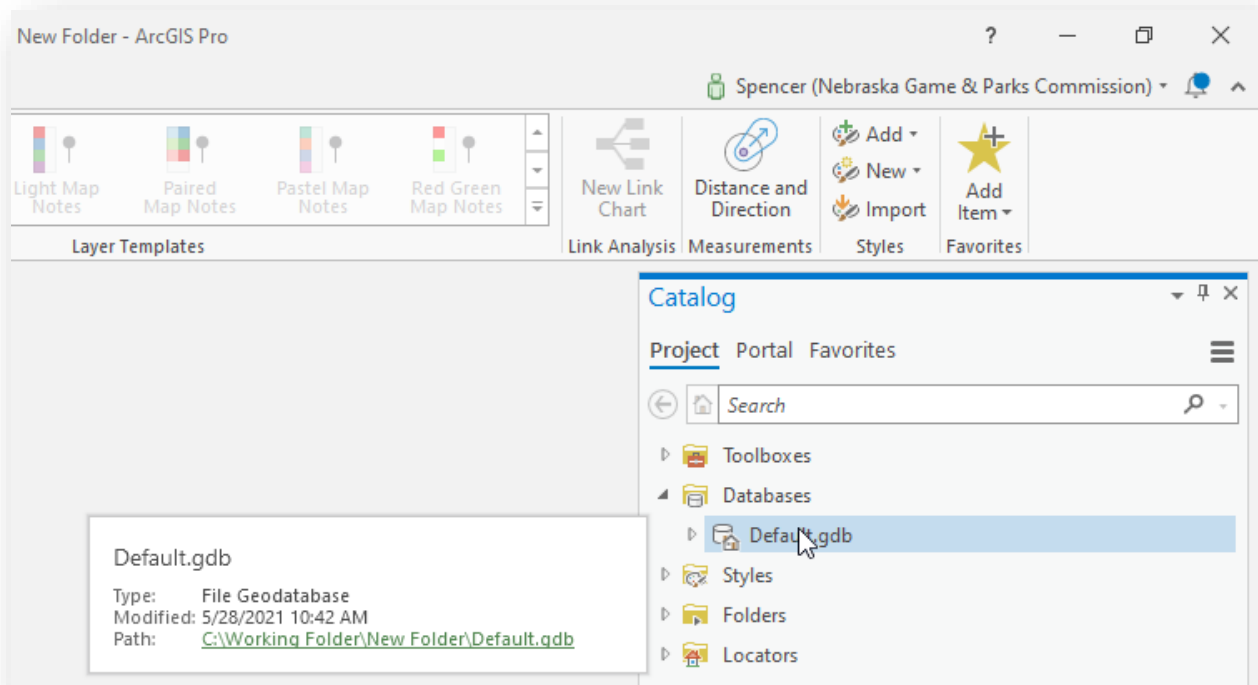 New Folder - ArcGIS Pro
?
Spencer (Nebraska Game & Parks Commission)
Light Map Notes
Paired Map Notes
Pastel Map Notes
Red Green Map Notes
New Link Chart
Distance and Direction
Add
New
Import
Add Item
Layer Templates
Link Analysis
Measurements
Styles
Favorites
Catalog
Project Portal Favorites
Search
Toolboxes
Databases
Default.gdb
Styles
Folders
Locators
Default.gdb
Type: File Geodatabase
Modified: 5/28/2021 10:42 AM
Path: C:\Working Folder\New Folder\Default.gdb